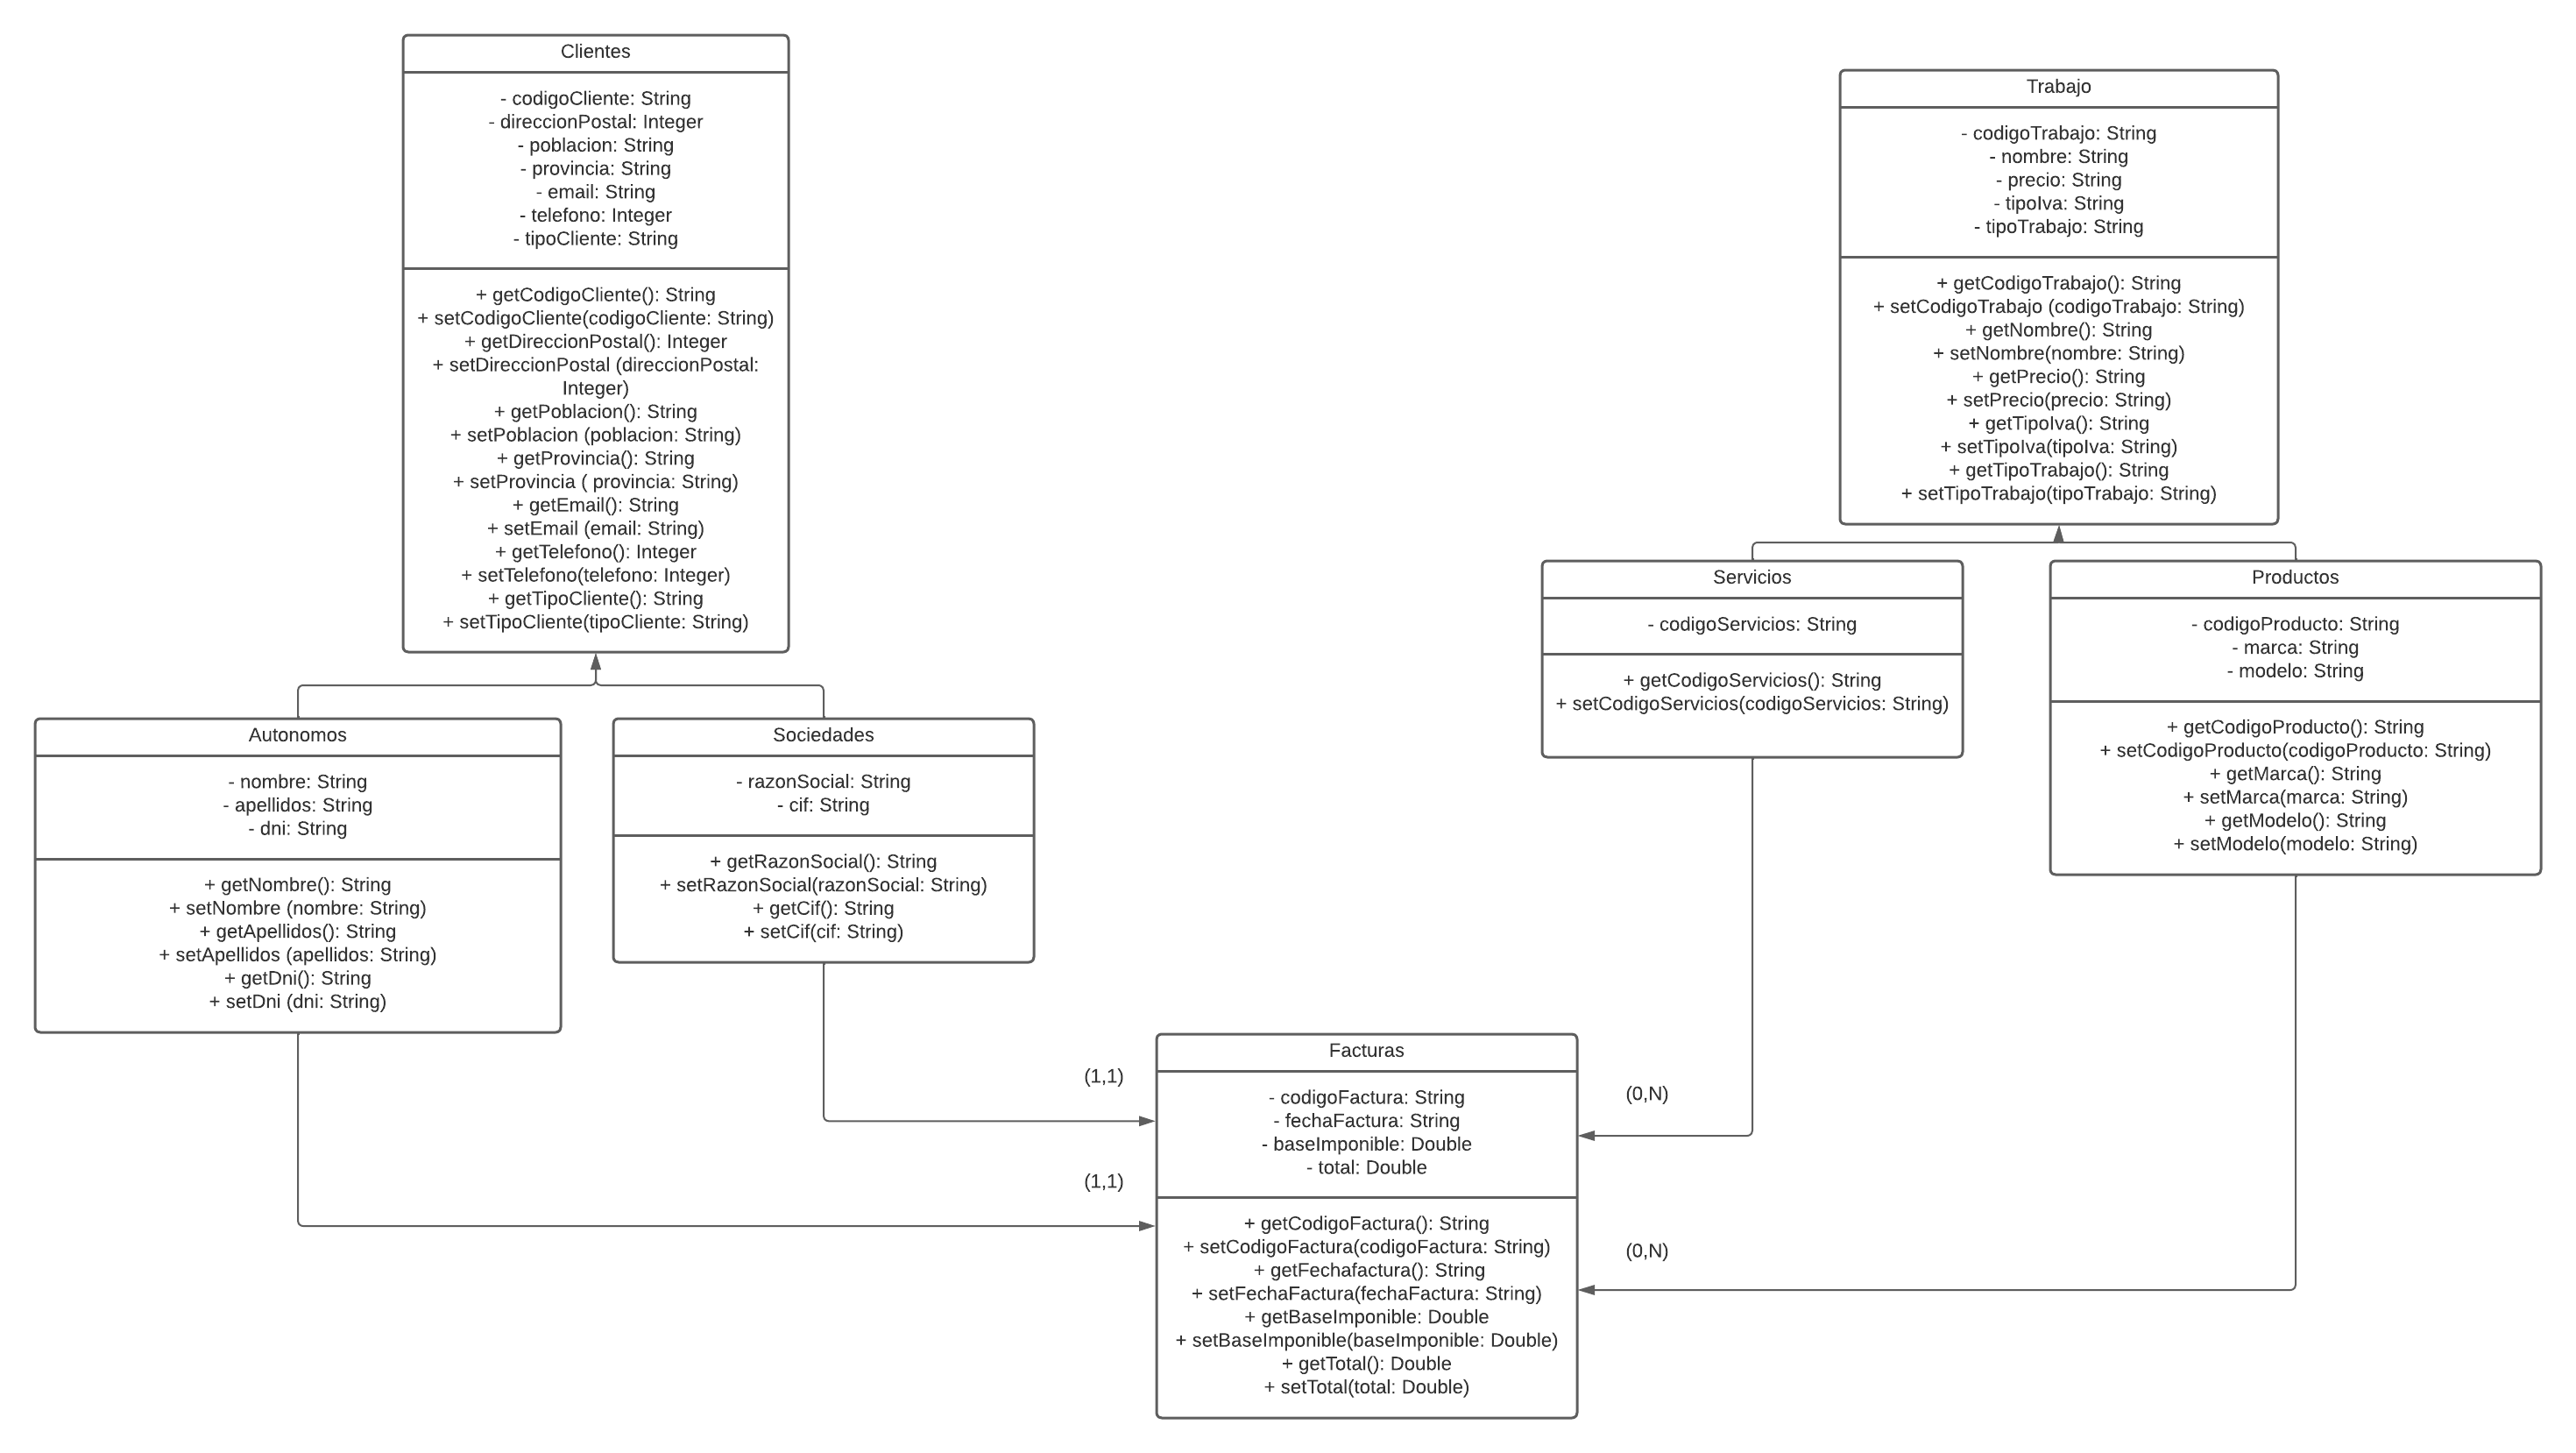 Clientes
- codigoCliente: String
- direccionPostal: Integer
- poblacion: String
- provincia: String
- email: String
- telefono: Integer
- tipoCliente: String
+ getCodigoCliente(): String
+ setCodigoCliente(codigoCliente: String)
+ getDireccionPostal(): Integer
+ setDireccionPostal (direccionPostal:
Integer)
+ getPoblacion(): String
+ setPoblacion (poblacion: String)
+ getProvincia(): String
+ setProvincia ( provincia: String)
+ getEmail(): String
+ setEmail (email: String)
+ getTelefono(): Integer
+ setTelefono(telefono: Integer)
+ getTipoCliente(): String
+ setTipoCliente(tipoCliente: String)
Trabajo
- codigoTrabajo: String
- nombre: String
- precio: String
- tipoIva: String
- tipoTrabajo: String
+ getCodigoTrabajo(): String
+ setCodigoTrabajo (codigoTrabajo: String)
+ getNombre(): String
+ setNombre(nombre: String)
+ getPrecio(): String
+ setPrecio(precio: String)
+ getTipoIva(): String
+ setTipoIva(tipoIva: String)
+ getTipoTrabajo(): String
+ setTipoTrabajo(tipoTrabajo: String)
Servicios
- codigoServicios: String
+ getCodigoServicios(): String
+ setCodigoServicios(codigoServicios: String)
Productos
- codigoProducto: String
- marca: String
- modelo: String
+ getCodigoProducto(): String
+ setCodigoProducto(codigoProducto: String)
+ getMarca(): String
+ setMarca(marca: String)
+ getModelo(): String
+ setModelo(modelo: String)
Autonomos
- nombre: String
- apellidos: String
- dni: String
+ getNombre(): String
+ setNombre (nombre: String)
+ getApellidos(): String
+ setApellidos (apellidos: String)
+ getDni(): String
+ setDni (dni: String)
Sociedades
- razonSocial: String
- cif: String
+ getRazonSocial(): String
+ setRazonSocial(razonSocial: String)
+ getCif(): String
+ setCif(cif: String)
(1,1)
(1,1)
Facturas
- codigoFactura: String
- fechaFactura: String
- baseImponible: Double
- total: Double
+ getCodigoFactura(): String
+ setCodigoFactura(codigoFactura: String)
+ getFechafactura(): String
+ setFechaFactura(fechaFactura: String)
+ getBaseImponible: Double
+ setBaseImponible(baseImponible: Double)
+ getTotal(): Double
+ setTotal(total: Double)
(0,N)
(0,N)